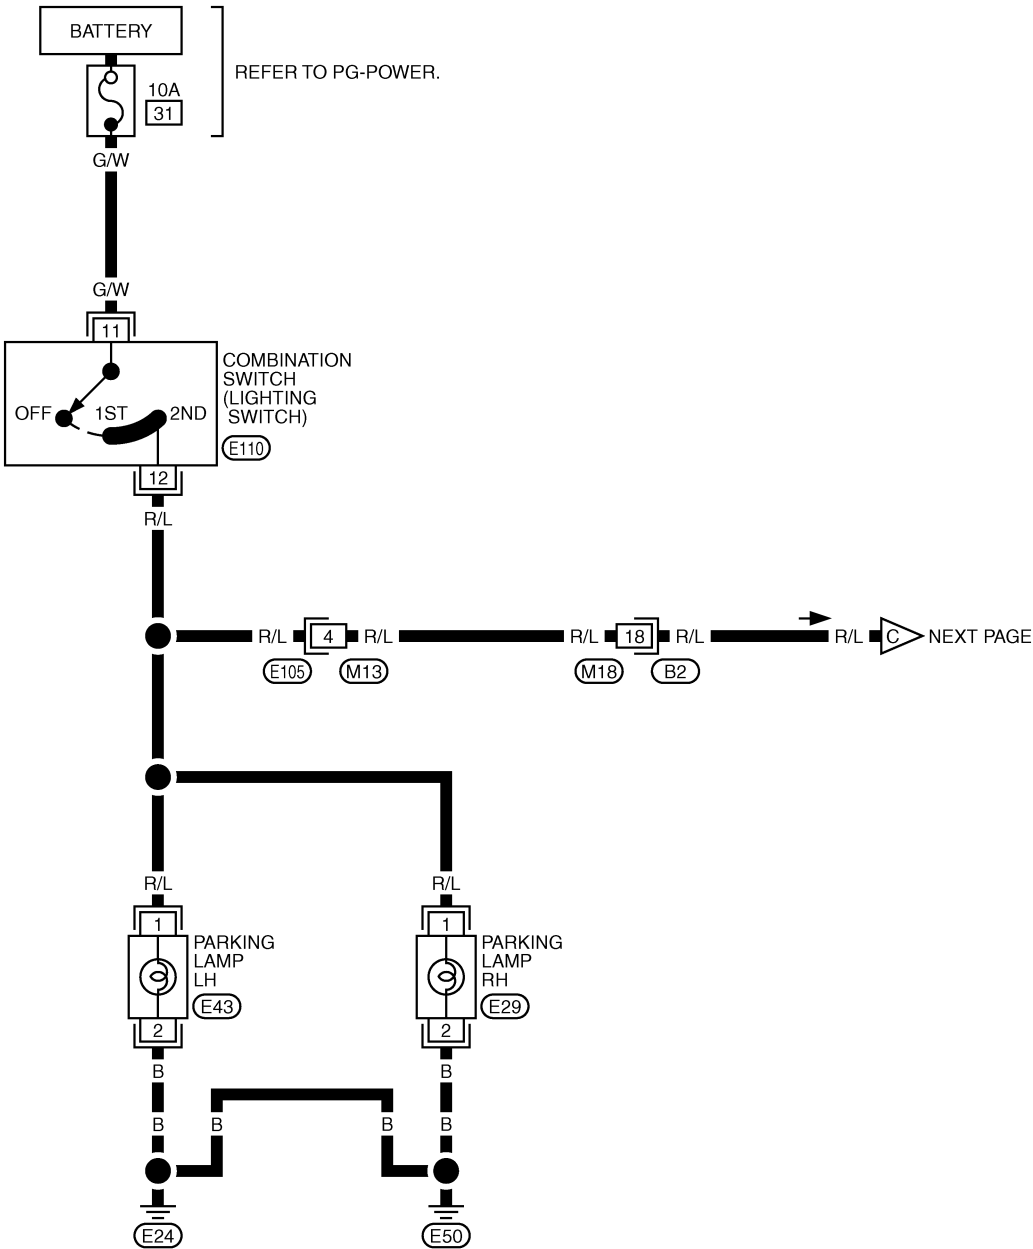 BATTERY
REFER TO PG-POWER.
10A
31
G/W
G/W
11
COMBINATION
SWITCH
(LIGHTING
SWITCH)
OFF
1ST
2ND
E110
12
R/L
R/L
4
R/L
R/L
18
R/L
R/L
C
NEXT PAGE
E105
M13
M18
B2
R/L
R/L
1
PARKING
LAMP
LH
E43
2
1
PARKING
LAMP
RH
E29
2
B
B
B
B
B
B
E24
E50